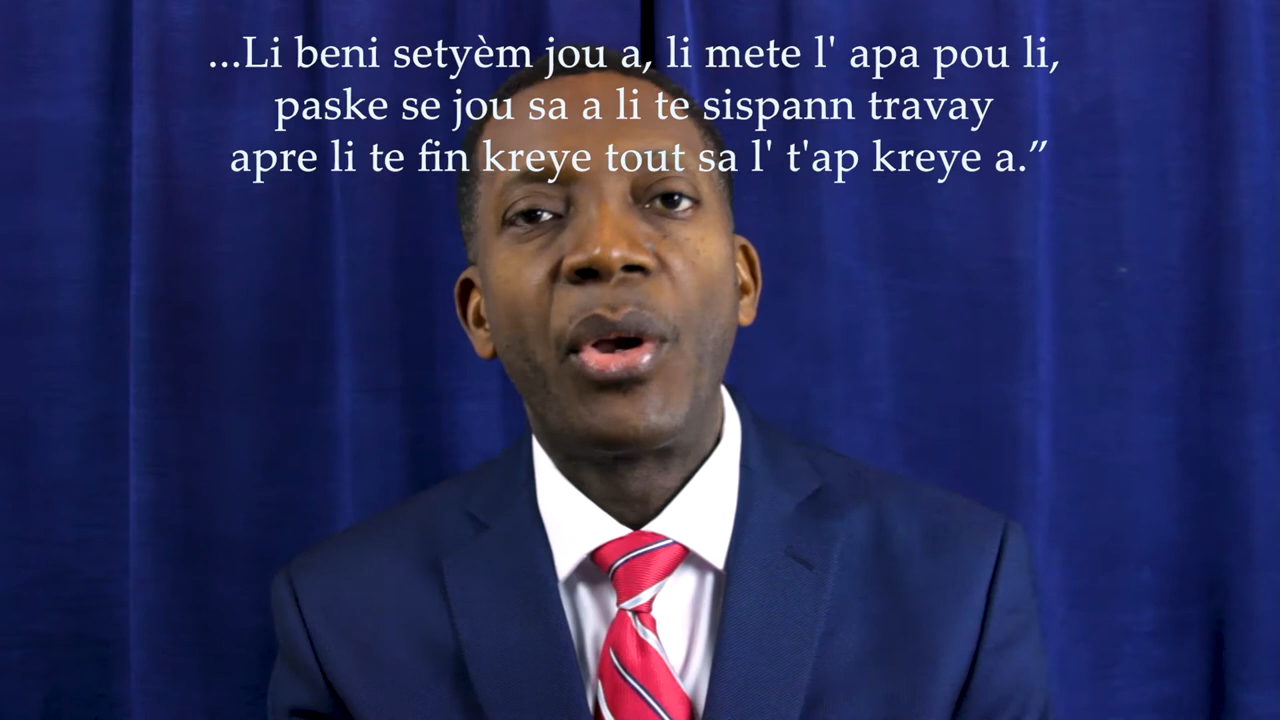 ...Li beni setyèm jou a, li mete l' apa pou li,
paske se jou sa a li te sispann travay
apre li te fin kreye tout sa l' t'ap kreye a.”